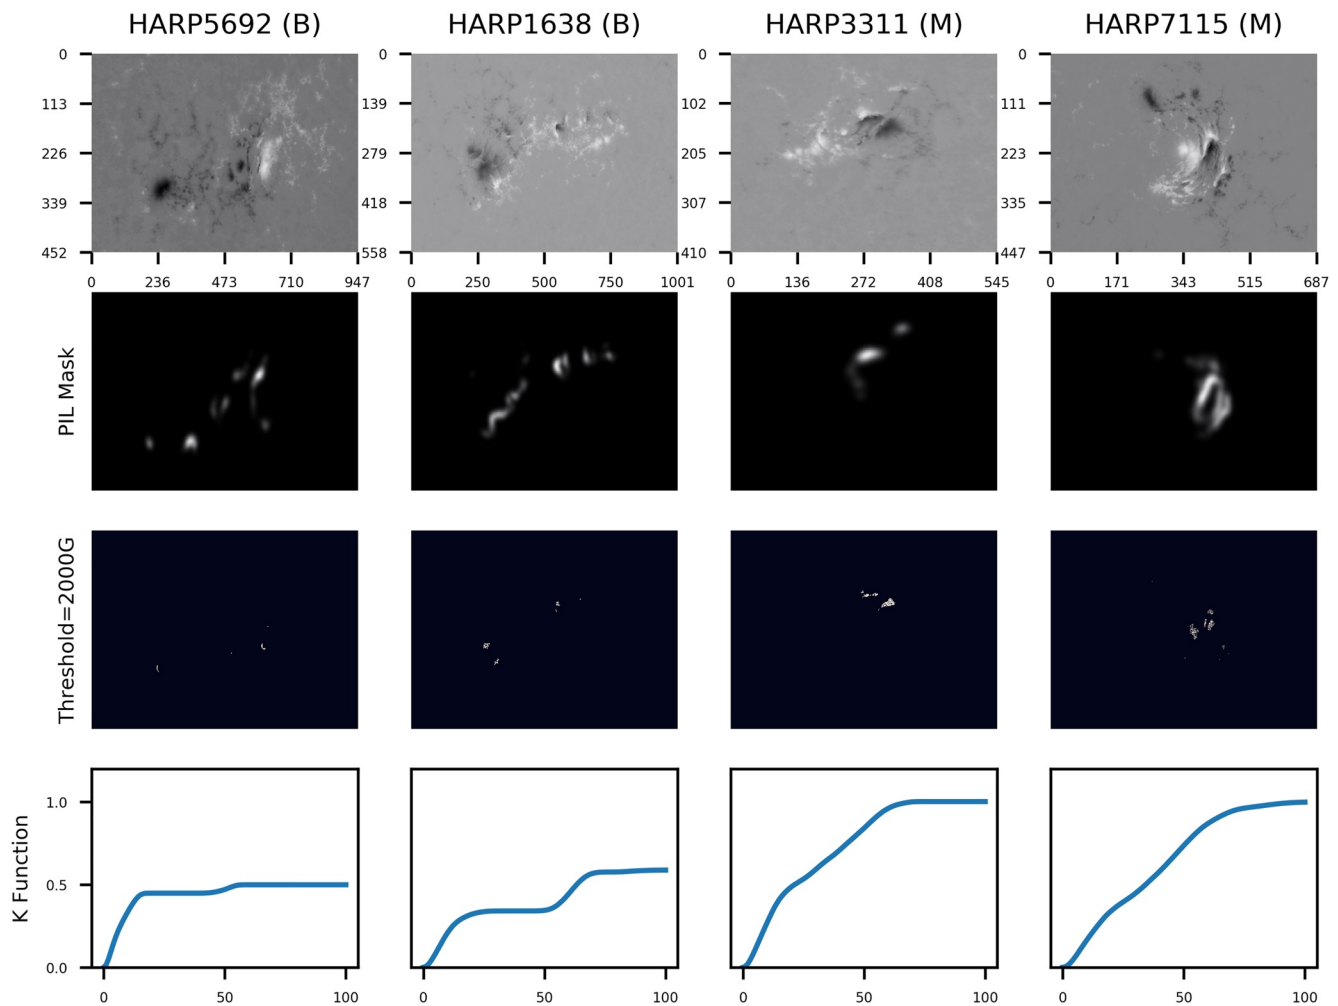 HARP5692 (B) HARP1638 (B) HARP3311 (M) HARP7115 (M)
0 0 0 0
113 139 102 111
226 279 205 223
339 418 307 335
452 558 410 447
0 236 473 710 947 0 250 500 750 1001 0 136 272 408 545 0 171 343 515 687
PIL Mask
Threshold=2000G
K Function
1.0
0.5
0.0
0 50 100 0 50 100 0 50 100 0 50 100